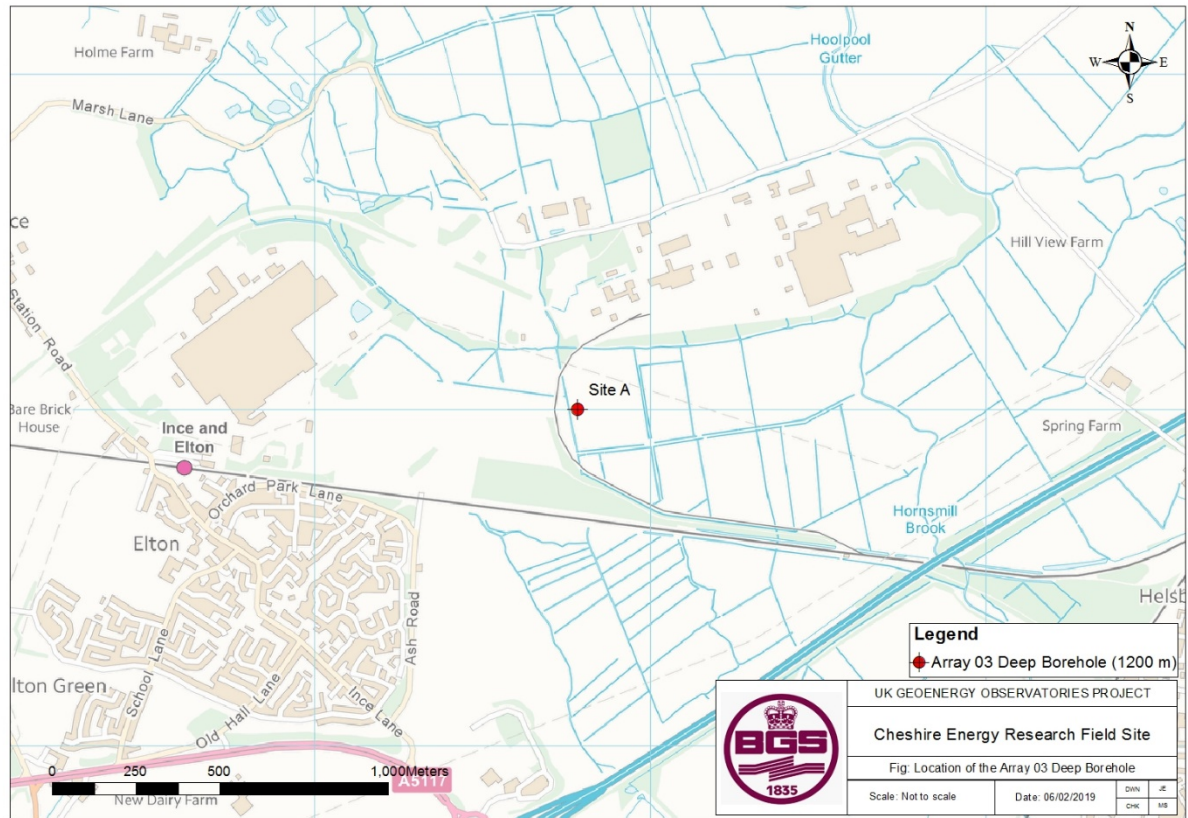 Holme Farm
Hoolpool
Gutter
N
W
E
S
Marsh Lane
ce
Hill View Farm
Station Road
Site A
Bare Brick
House
Ince and
Elton
Spring Farm
Orchard Park Lane
Hornsmill
Brook
Elton
Ash Road
Helsb
lton Green
School Lane
Old Hall Lane
Ince Lane
A5117
New Dairy Farm
0 250 500 1,000Meters
Legend
Array 03 Deep Borehole (1200 m)
BGS
1835
UK GEOENERGY OBSERVATORIES PROJECT
Cheshire Energy Research Field Site
Fig: Location of the Array 03 Deep Borehole
Scale: Not to scale
Date: 06/02/2019
DWN JE
CHK MS